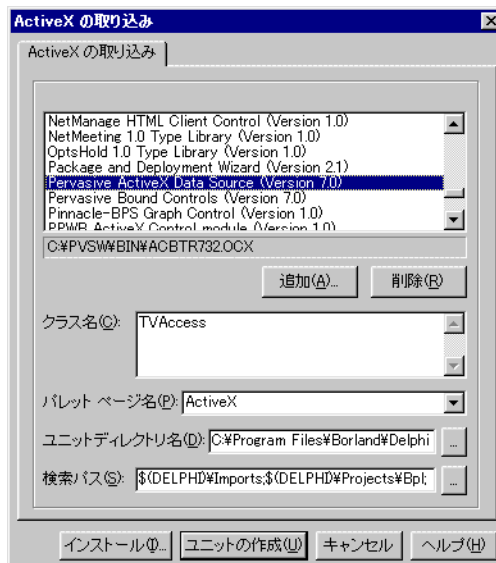 ActiveX の取り込み
ActiveX の取り込み
NetManage HTML Client Control (Version 1.0)
NetMeeting 1.0 Type Library (Version 1.0)
OptsHold 1.0 Type Library (Version 1.0)
Package and Deployment Wizard (Version 2.1)
Pervasive ActiveX Data Source (Version 7.0)
Pervasive Bound Controls (Version 7.0)
Pinnacle-BPS Graph Control (Version 1.0)
PPWB ActiveX Control module (Version 1.0)
C:¥PVSW¥BIN¥ACBTR732.OCX
追加(A)... 削除(R)
クラス名(C): TVAccess
パレット ページ名(P): ActiveX
ユニットディレクトリ名(D): C:¥Program Files¥Borland¥Delphi ...
検索パス(S): $(DELPHI)¥Imports;$(DELPHI)¥Projects¥Bpl; ...
インストール(I)... ユニットの作成(U) キャンセル ヘルプ(H)